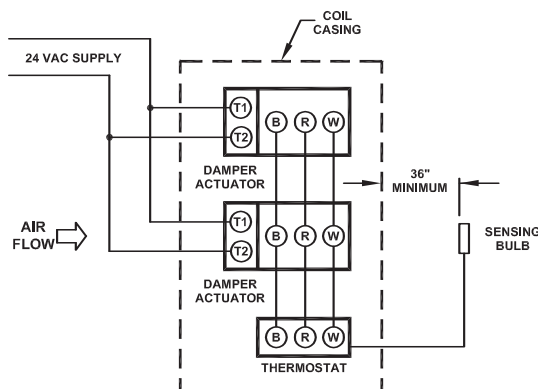 COIL
CASING
24 VAC SUPPLY
T1
T2
B R W
DAMPER
ACTUATOR
36"
MINIMUM
AIR
FLOW
T1
T2
B R W
SENSING
BULB
DAMPER
ACTUATOR
B R W
THERMOSTAT